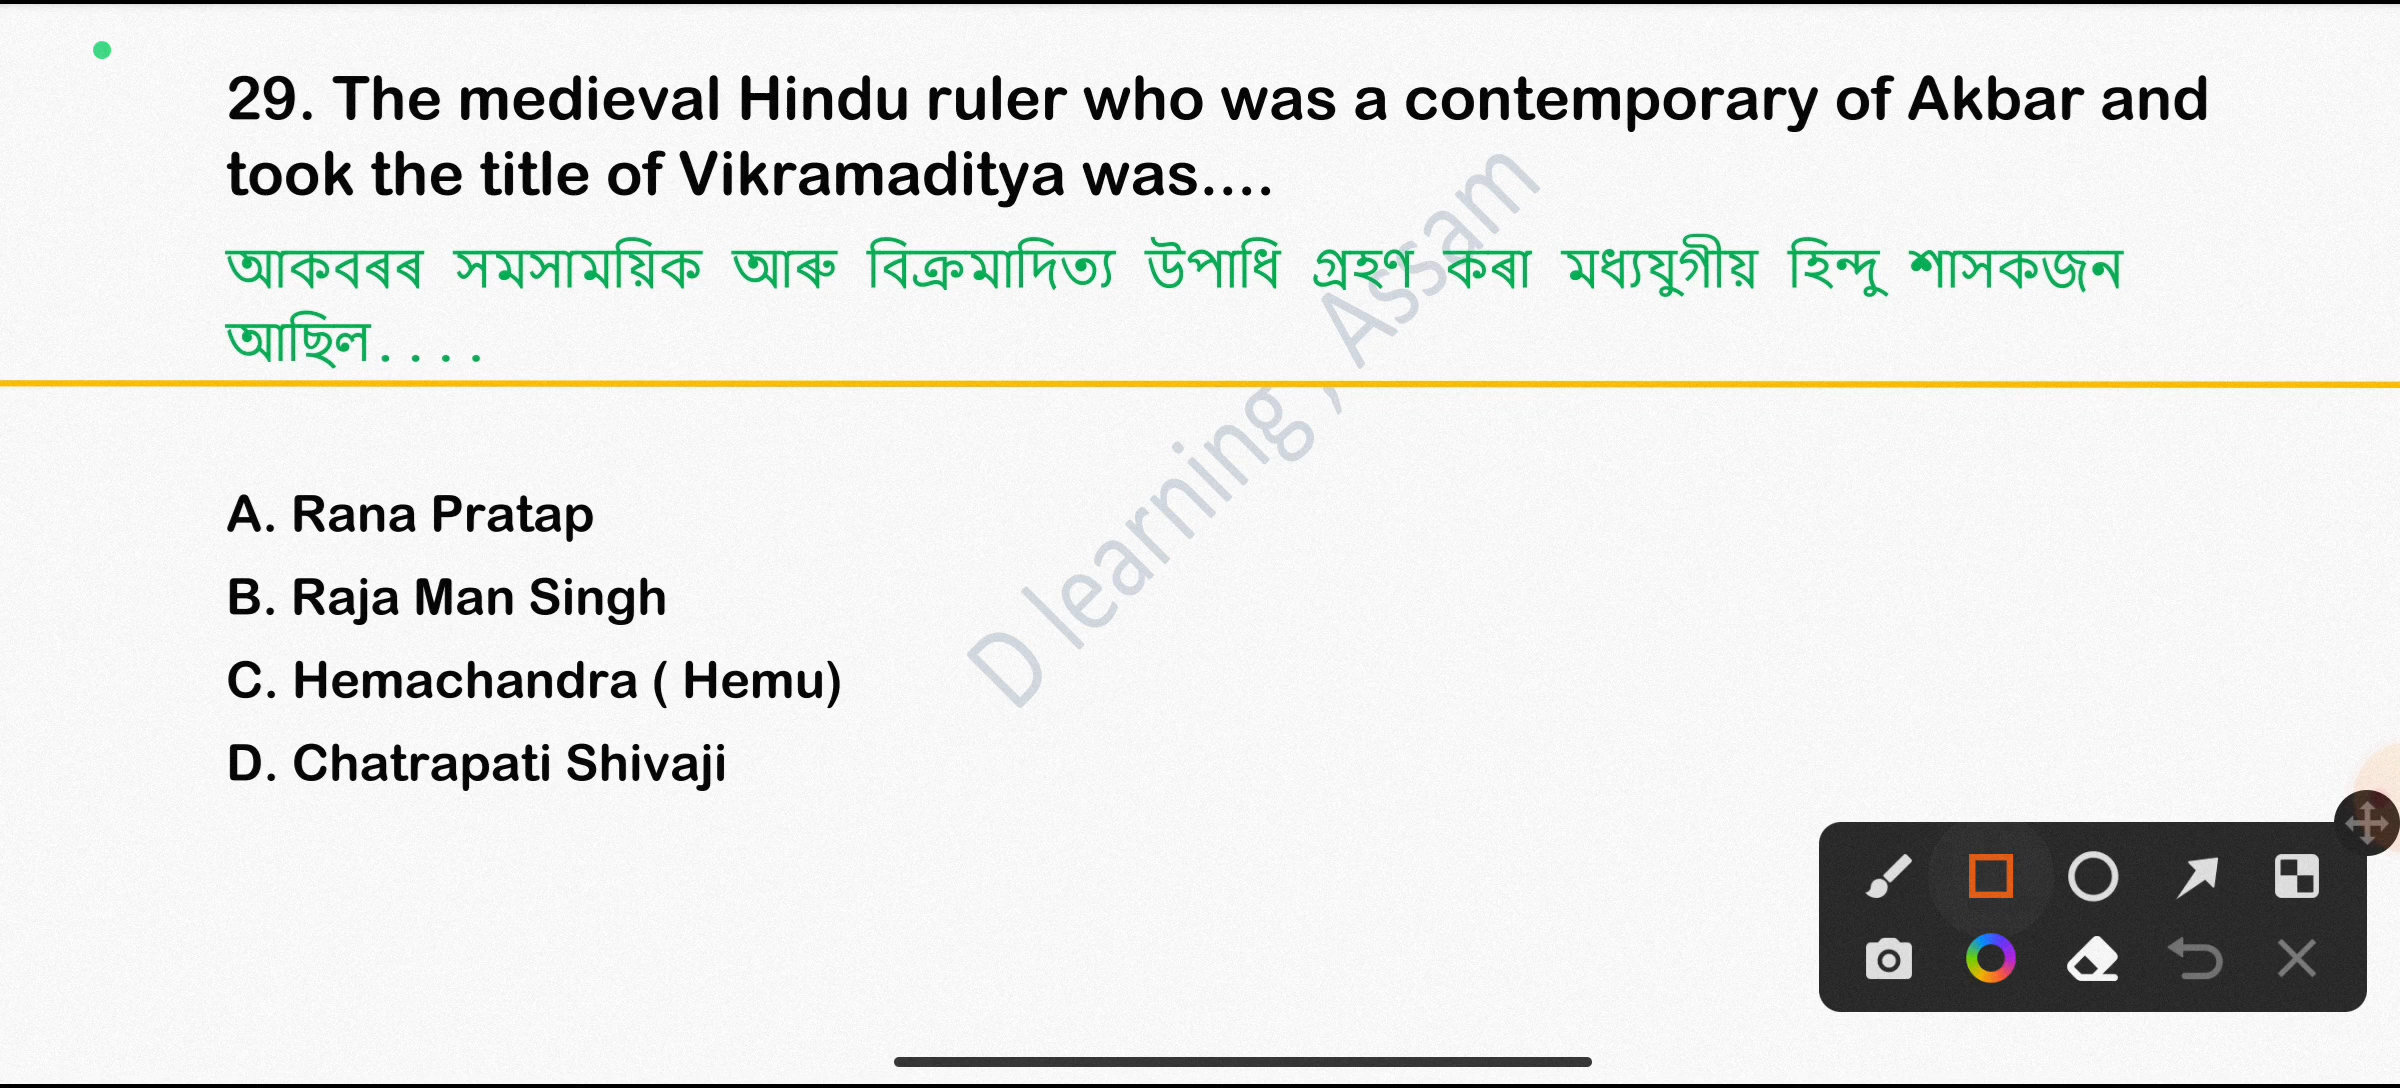 29. The medieval Hindu ruler who was a contemporary of Akbar and
took the title of Vikramaditya was....
আকবৰৰ সমসাময়িক আৰু বিক্ৰমাদিত্য উপাধি গ্ৰহণ কৰা মধ্যযুগীয় হিন্দু শাসকজন
আছিল....
D learning , Assam
A. Rana Pratap
B. Raja Man Singh
C. Hemachandra ( Hemu)
D. Chatrapati Shivaji